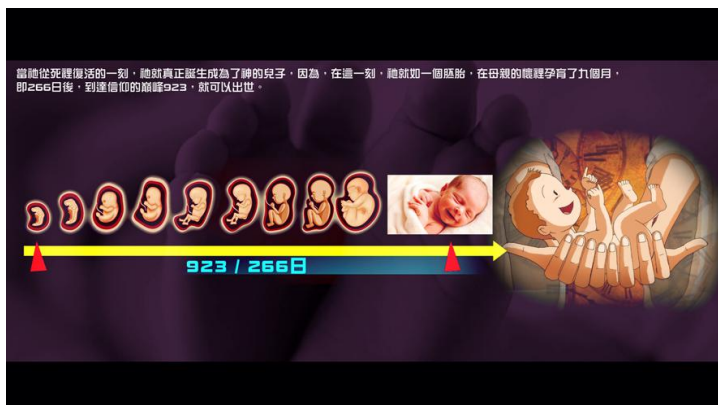 當祂從死裡復活的一刻,祂就真正誕生成為了神的兒子,因為,在這一刻,祂就如一個胚胎,在母親的懷裡孕育了九個月,
即266日後,到達信仰的巔峰923,就可以出世。
923 / 266日